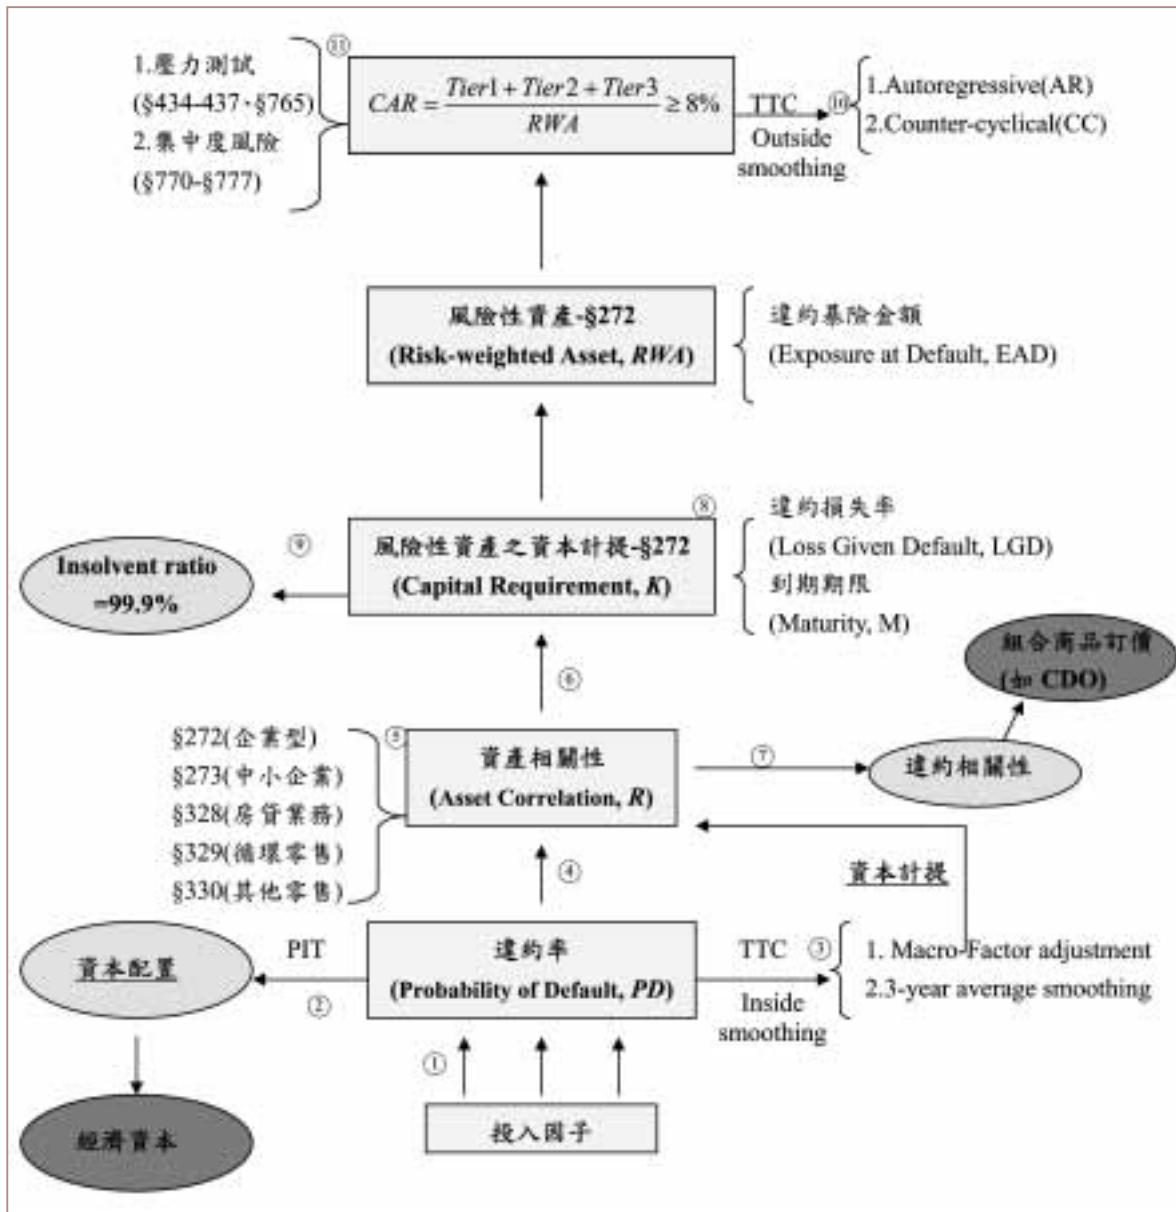 ⑪
1.壓力測試
(§434-437、§765)
2.集中度風險
(§770-§777)
CAR = (Tier1 + Tier2 + Tier3) / RWA ≥ 8%
TTC
Outside
smoothing
⑩
1.Autoregressive(AR)
2.Counter-cyclical(CC)
風險性資產-§272
(Risk-weighted Asset, RWA)
違約暴險金額
(Exposure at Default, EAD)
⑧
⑨
Insolvent ratio
=99.9%
風險性資產之資本計提-§272
(Capital Requirement, K)
違約損失率
(Loss Given Default, LGD)
到期期限
(Maturity, M)
組合商品訂價
(如 CDO)
⑥
⑤
§272(企業型)
§273(中小企業)
§328(房貸業務)
§329(循環零售)
§330(其他零售)
資產相關性
(Asset Correlation, R)
⑦
違約相關性
④
資本計提
資本配置
PIT
②
違約率
(Probability of Default, PD)
TTC
Inside
smoothing
③
1. Macro-Factor adjustment
2.3-year average smoothing
①
經濟資本
投入因子